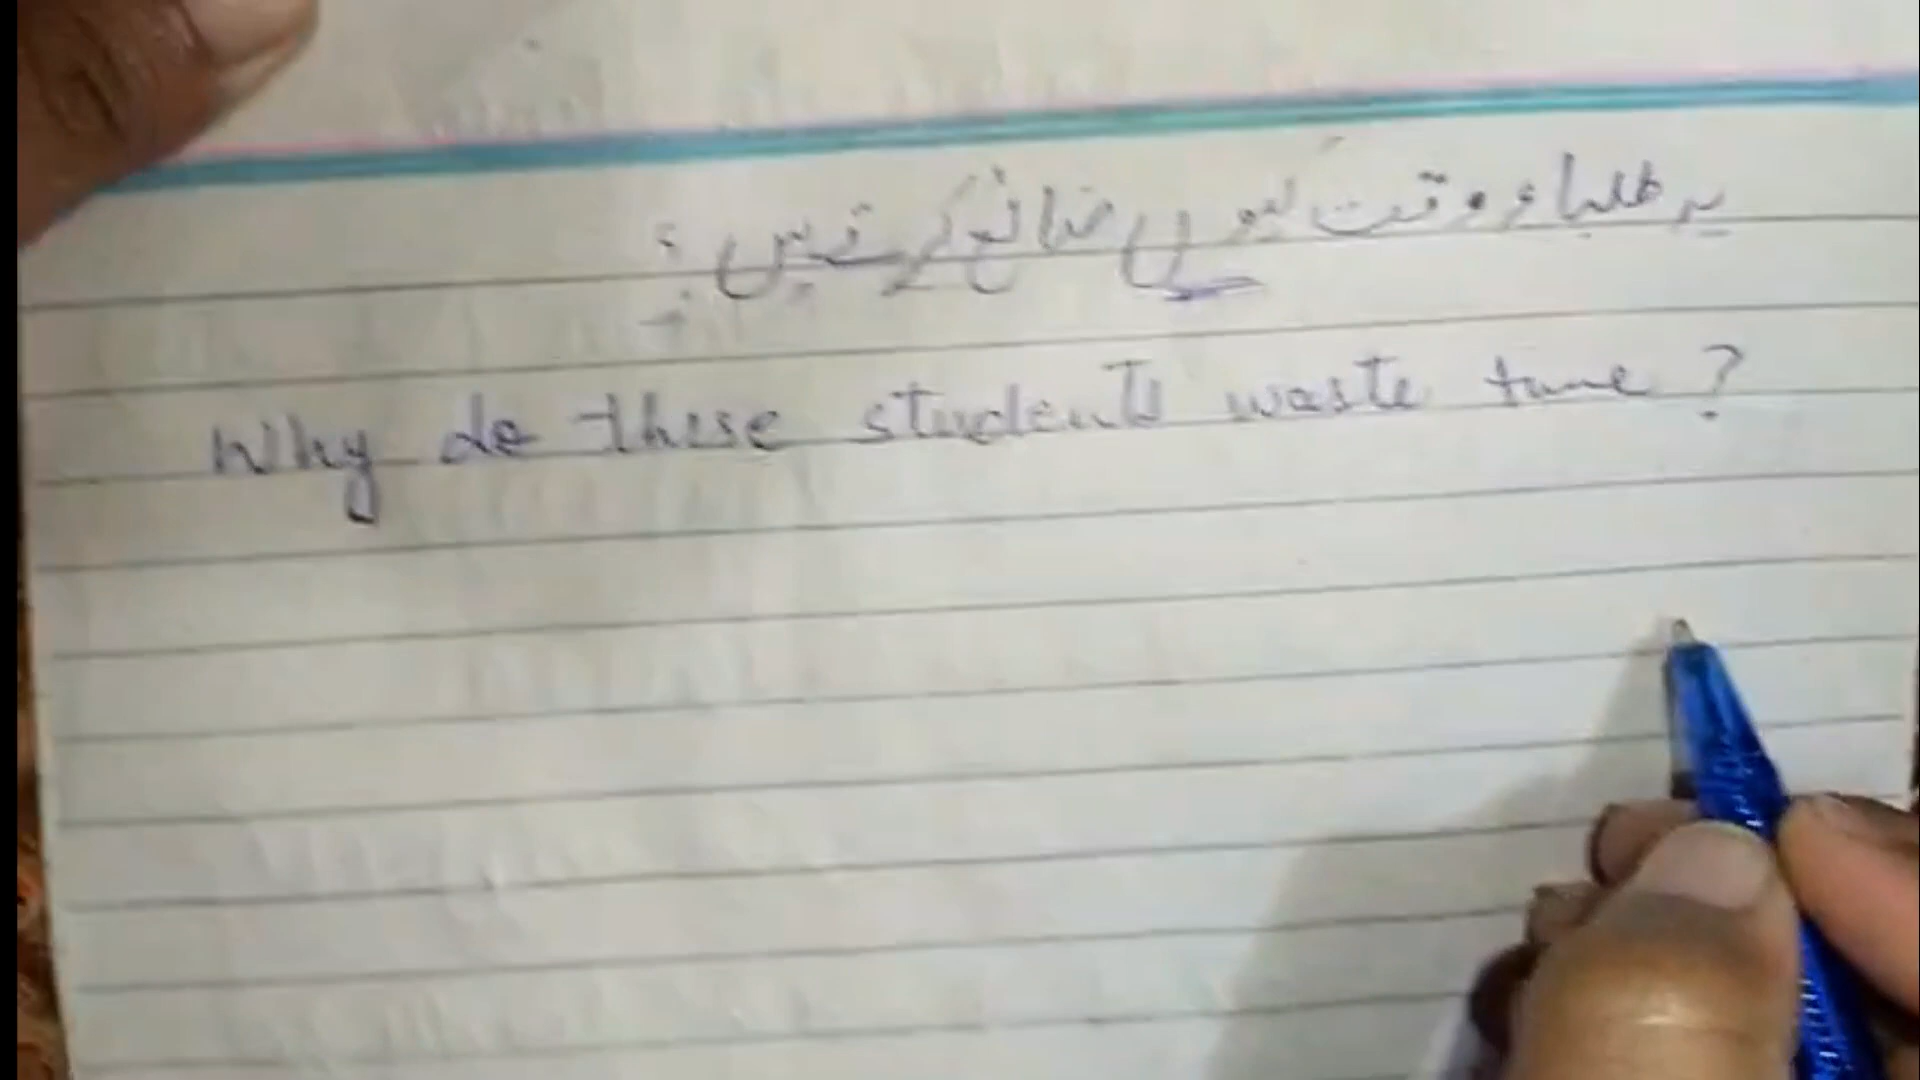 یہ طلباء وقت کیوں ضائع کرتے ہیں؟
Why do these students waste time ?